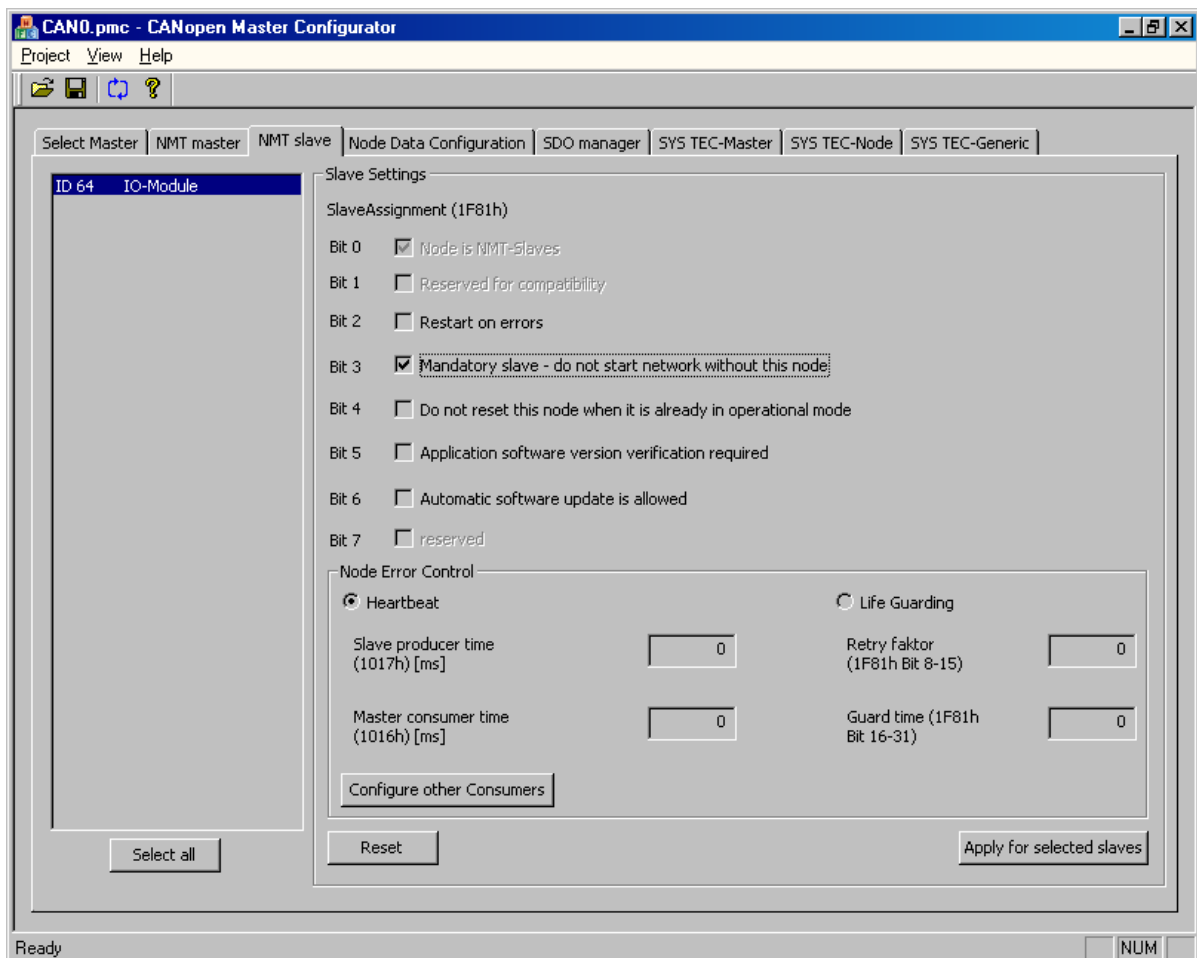 CAN0.pmc - CANopen Master Configurator
Project View Help
Select Master NMT master NMT slave Node Data Configuration SDO manager SYS TEC-Master SYS TEC-Node SYS TEC-Generic
ID 64 IO-Module
Slave Settings
SlaveAssignment (1F81h)
Bit 0 Node is NMT-Slaves
Bit 1 Reserved for compatibility
Bit 2 Restart on errors
Bit 3 Mandatory slave - do not start network without this node
Bit 4 Do not reset this node when it is already in operational mode
Bit 5 Application software version verification required
Bit 6 Automatic software update is allowed
Bit 7 reserved
Node Error Control
Heartbeat Life Guarding
Slave producer time 0 Retry faktor 0
(1017h) [ms] (1F81h Bit 8-15)
Master consumer time 0 Guard time (1F81h 0
(1016h) [ms] Bit 16-31)
Configure other Consumers
Select all Reset Apply for selected slaves
Ready NUM